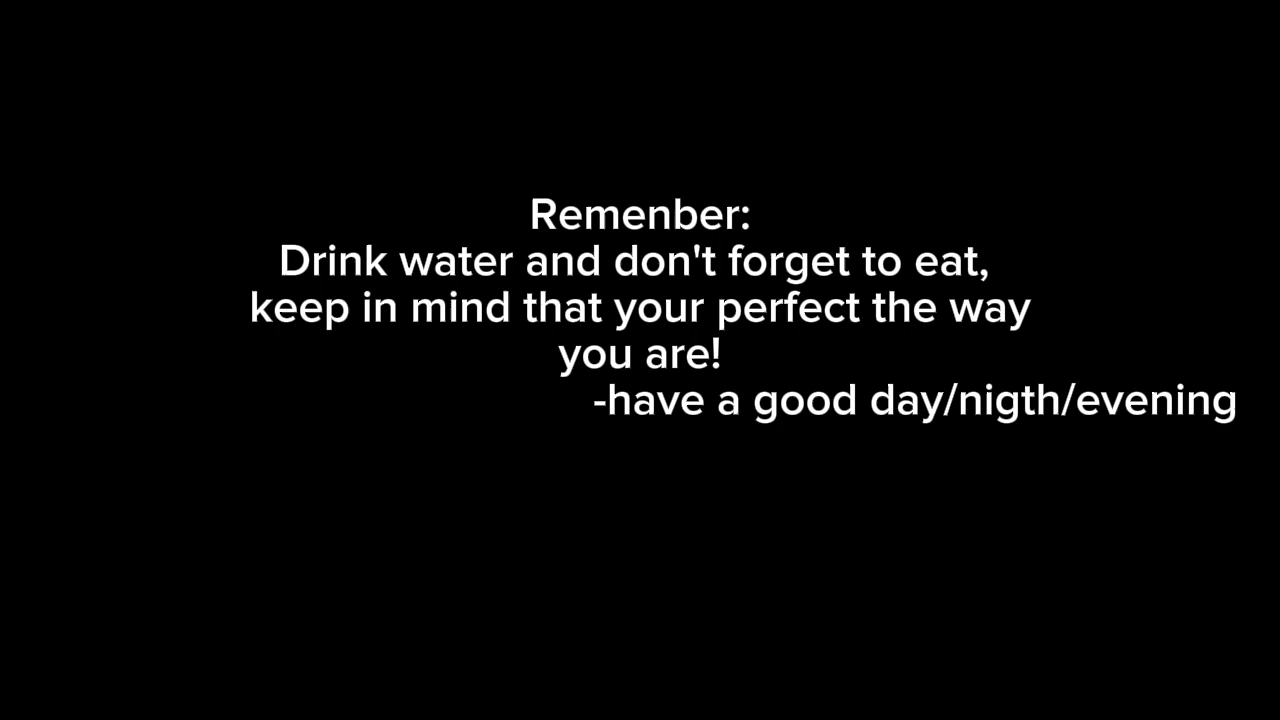 Remenber:
Drink water and don't forget to eat,
keep in mind that your perfect the way
you are!
-have a good day/nigth/evening